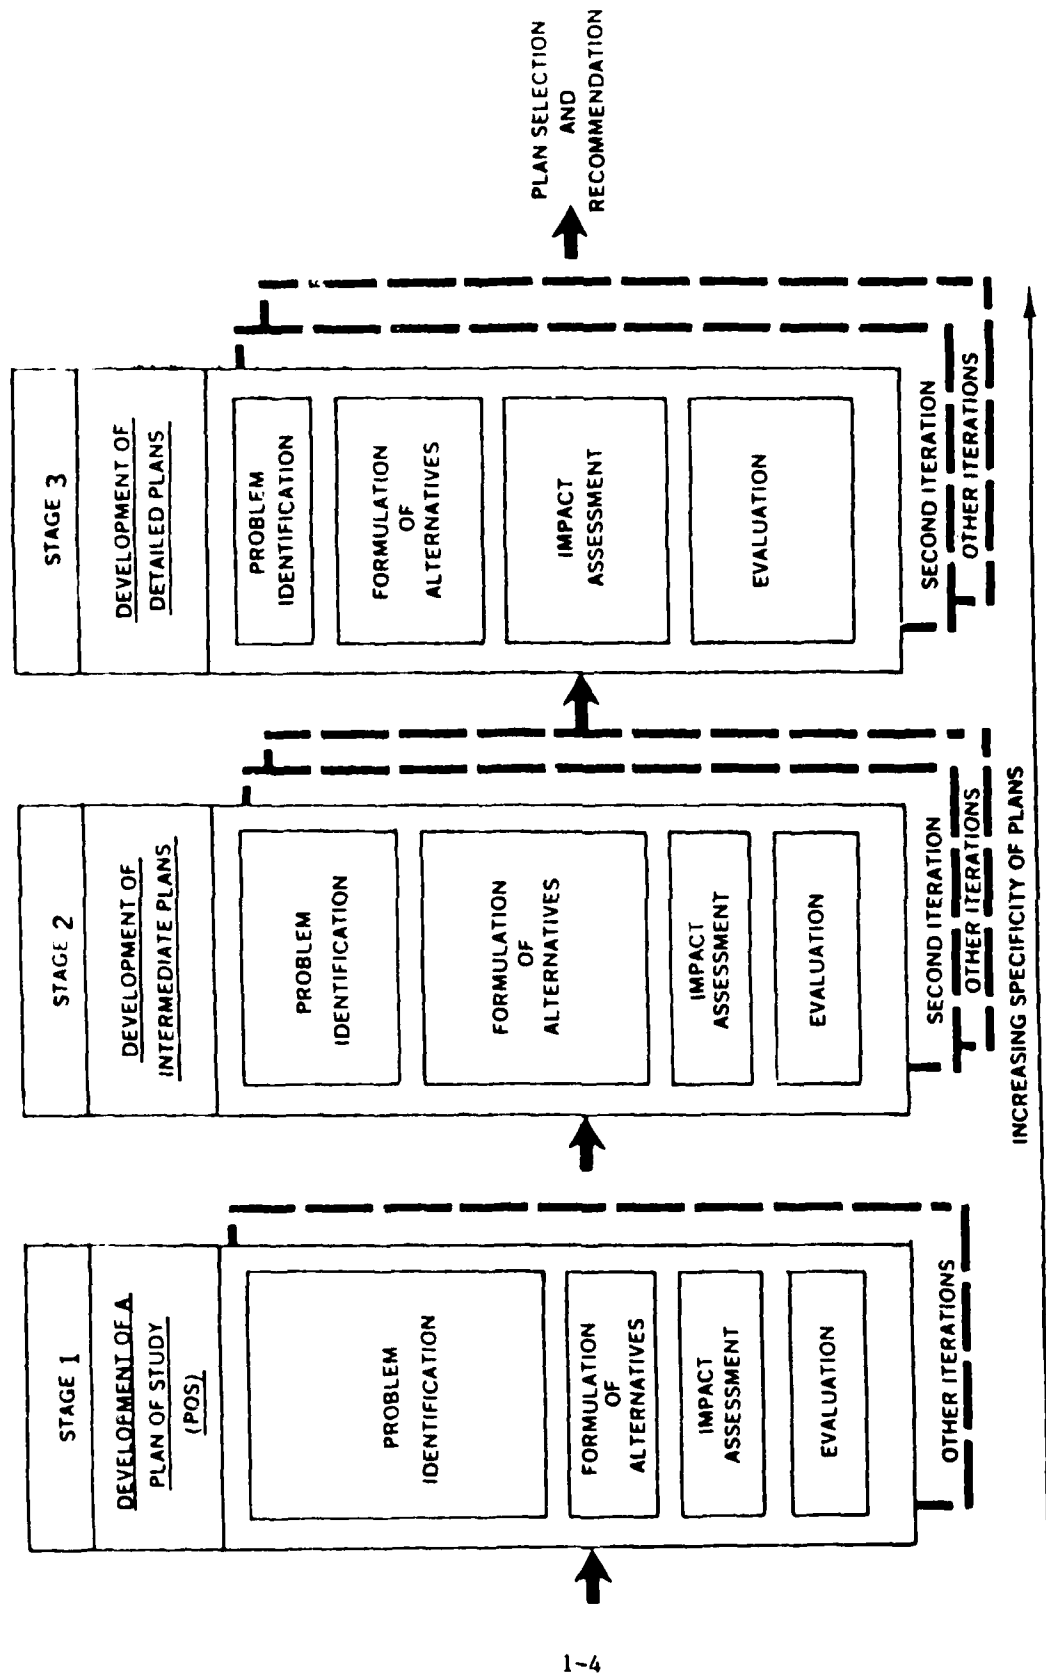 STAGE 1
DEVELOPMENT OF A
PLAN OF STUDY
(POS)
PROBLEM
IDENTIFICATION
FORMULATION
OF
ALTERNATIVES
IMPACT
ASSESSMENT
EVALUATION
OTHER ITERATIONS
STAGE 2
DEVELOPMENT OF
INTERMEDIATE PLANS
PROBLEM
IDENTIFICATION
FORMULATION
OF
ALTERNATIVES
IMPACT
ASSESSMENT
EVALUATION
SECOND ITERATION
OTHER ITERATIONS
STAGE 3
DEVELOPMENT OF
DETAILED PLANS
PROBLEM
IDENTIFICATION
FORMULATION
OF
ALTERNATIVES
IMPACT
ASSESSMENT
EVALUATION
SECOND ITERATION
OTHER ITERATIONS
PLAN SELECTION
AND
RECOMMENDATION
INCREASING SPECIFICITY OF PLANS
1-4